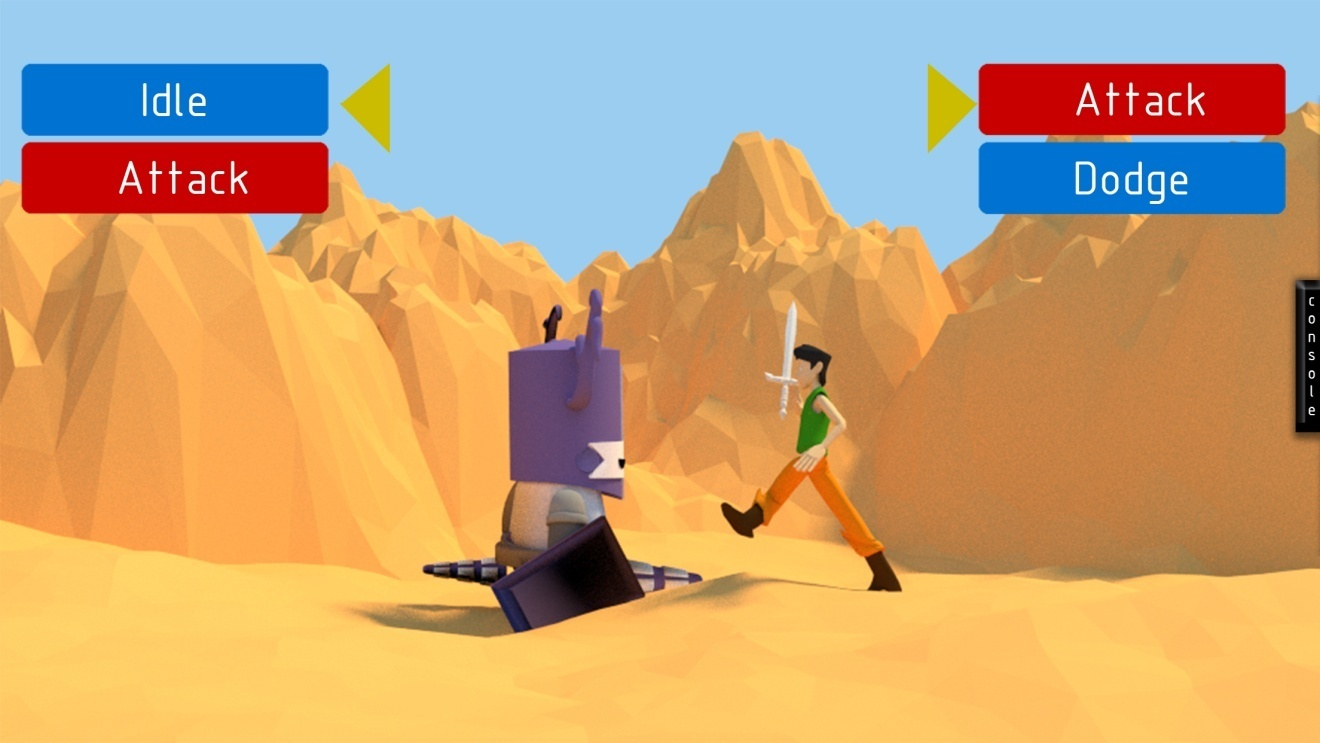 Idle
Attack
Attack
Dodge
console